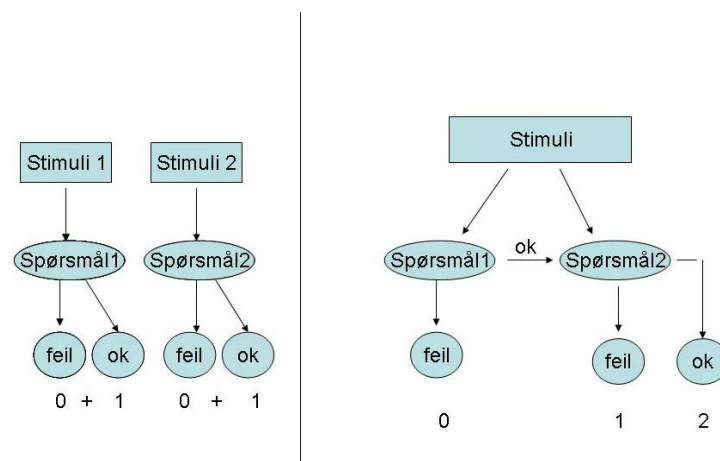 Stimuli 1 Stimuli 2
Spørsmål1 Spørsmål2
feil ok feil ok
0 + 1 0 + 1
Stimuli
ok
Spørsmål1 Spørsmål2
feil
feil ok
0 1 2